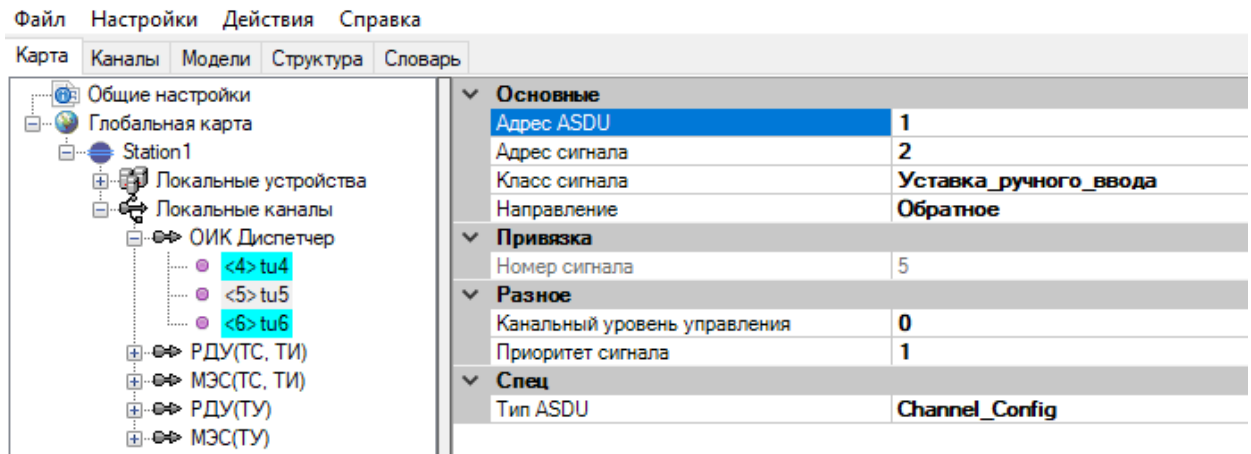 Файл Настройки Действия Справка
Карта Каналы Модели Структура Словарь
Общие настройки
Глобальная карта
Station1
Локальные устройства
Локальные каналы
ОИК Диспетчер
<4> tu4
<5> tu5
<6> tu6
РДУ(ТС, ТИ)
МЭС(ТС, ТИ)
РДУ(ТУ)
МЭС(ТУ)
Основные
Адрес ASDU 1
Адрес сигнала 2
Класс сигнала Уставка_ручного_ввода
Направление Обратное
Привязка
Номер сигнала 5
Разное
Канальный уровень управления 0
Приоритет сигнала 1
Спец
Тип ASDU Channel_Config